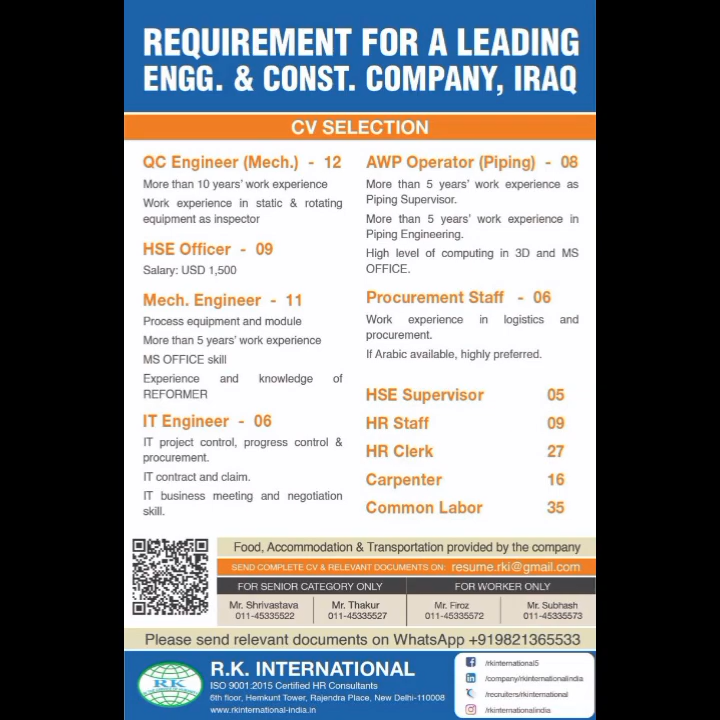 REQUIREMENT FOR A LEADING
ENGG. & CONST. COMPANY, IRAQ
CV SELECTION
QC Engineer (Mech.) - 12
More than 10 years' work experience
Work experience in static & rotating
equipment as inspector
HSE Officer - 09
Salary: USD 1,500
Mech. Engineer - 11
Process equipment and module
More than 5 years' work experience
MS OFFICE skill
Experience and knowledge of
REFORMER
IT Engineer - 06
IT project control, progress control &
procurement.
IT contract and claim.
IT business meeting and negotiation
skill.
AWP Operator (Piping) - 08
More than 5 years' work experience as
Piping Supervisor.
More than 5 years' work experience in
Piping Engineering.
High level of computing in 3D and MS
OFFICE.
Procurement Staff - 06
Work experience in logistics and
procurement.
If Arabic available, highly preferred.
HSE Supervisor 05
HR Staff 09
HR Clerk 27
Carpenter 16
Common Labor 35
Food, Accommodation & Transportation provided by the company
SEND COMPLETE CV & RELEVANT DOCUMENTS ON: resume.rki@gmail.com
FOR SENIOR CATEGORY ONLY
FOR WORKER ONLY
Mr. Shrivastava
011-45335522
Mr. Thakur
011-45335527
Mr. Firoz
011-45335572
Mr. Subhash
011-45335573
Please send relevant documents on WhatsApp +919821365533
RK
R.K. INTERNATIONAL
ISO 9001:2015 Certified HR Consultants
6th floor, Hemkunt Tower, Rajendra Place, New Delhi-110008
www.rkinternational-india.in
/rkinternational5
/company/rkinternationalindia
/recruiters/rkinternational
/rkinternationalindia